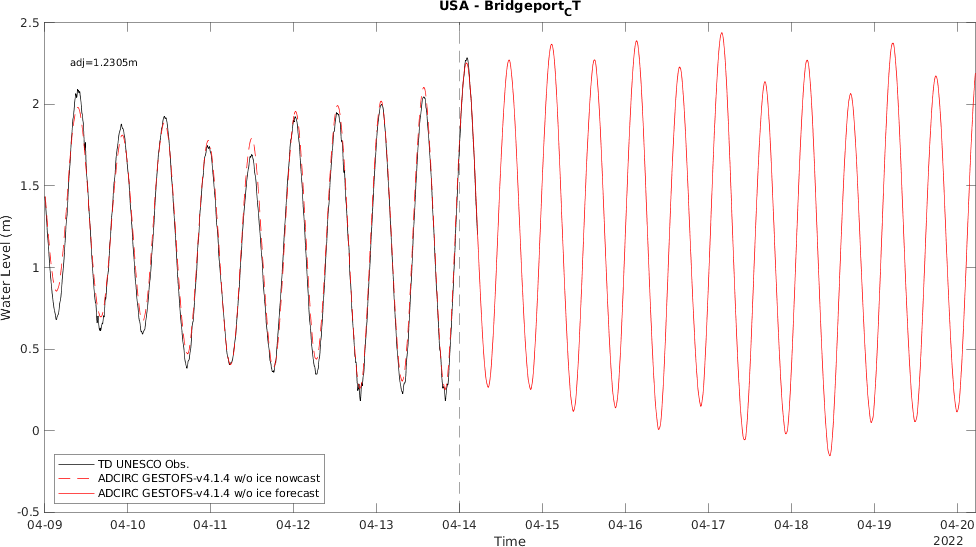 USA - Bridgeport_CT
adj=1.2305m
2.5
2
1.5
1
0.5
0
-0.5
Water Level (m)
TD UNESCO Obs.
ADCIRC GESTOFS-v4.1.4 w/o ice nowcast
ADCIRC GESTOFS-v4.1.4 w/o ice forecast
04-09 04-10 04-11 04-12 04-13 04-14 04-15 04-16 04-17 04-18 04-19 04-20
Time
2022